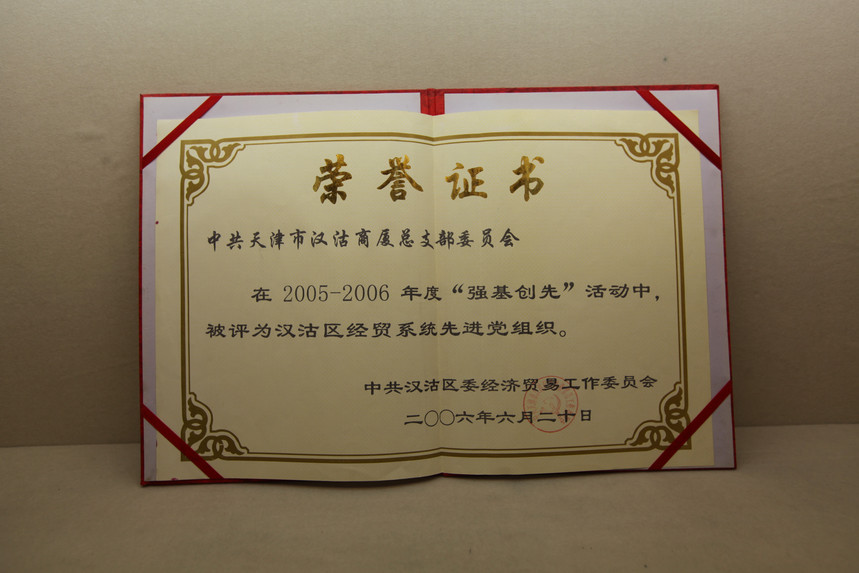 荣誉证书
中共天津市汉沽商厦总支部委员会
在 2005-2006 年度“强基创先”活动中，
被评为汉沽区经贸系统先进党组织。
中共汉沽区委经济贸易工作委员会
二〇〇六年六月二十日